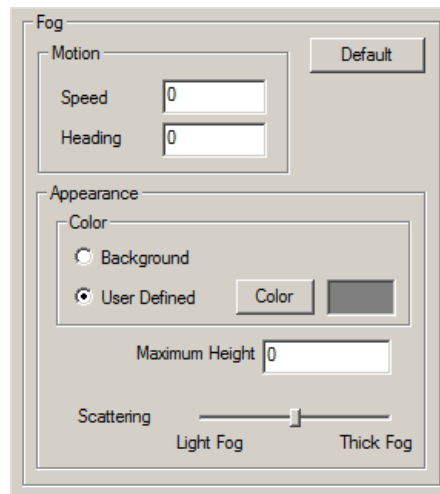 Fog
Motion
Default
Speed 0
Heading 0
Appearance
Color
Background
User Defined Color
Maximum Height 0
Scattering
Light Fog Thick Fog